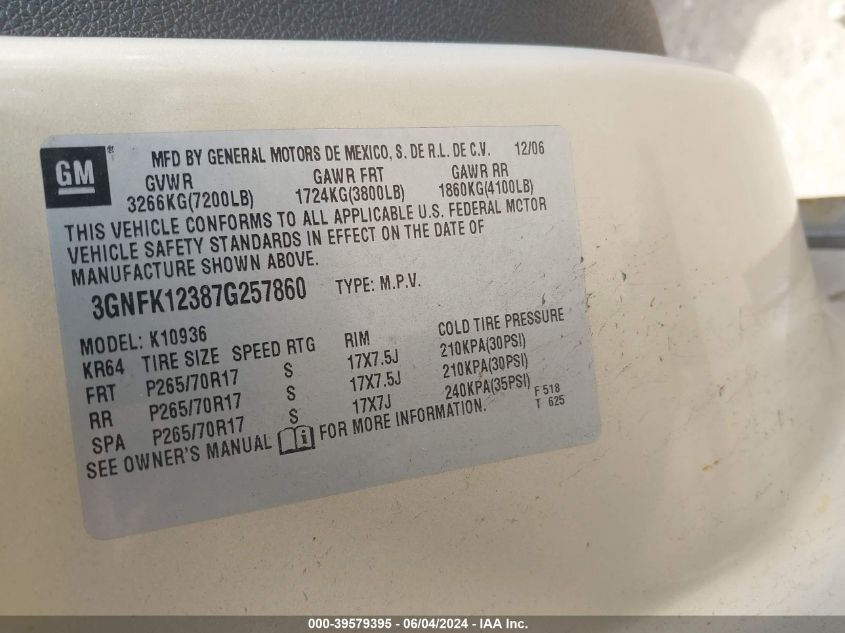 GM® MFD BY GENERAL MOTORS DE MEXICO, S. DE R.L. DE C.V. 12/06
GVWR GAWR FRT GAWR RR
3266KG(7200LB) 1724KG(3800LB) 1860KG(4100LB)
THIS VEHICLE CONFORMS TO ALL APPLICABLE U.S. FEDERAL MOTOR
VEHICLE SAFETY STANDARDS IN EFFECT ON THE DATE OF
MANUFACTURE SHOWN ABOVE.
3GNFK12387G257860 TYPE: M.P.V.
MODEL: K10936
KR64 TIRE SIZE SPEED RTG RIM COLD TIRE PRESSURE
FRT P265/70R17 S 17X7.5J 210KPA(30PSI)
RR P265/70R17 S 17X7.5J 210KPA(30PSI)
SPA P265/70R17 S 17X7J 240KPA(35PSI)
SEE OWNER'S MANUAL i FOR MORE INFORMATION.
F 518
T 625
000-39579395 - 06/04/2024 - IAA Inc.